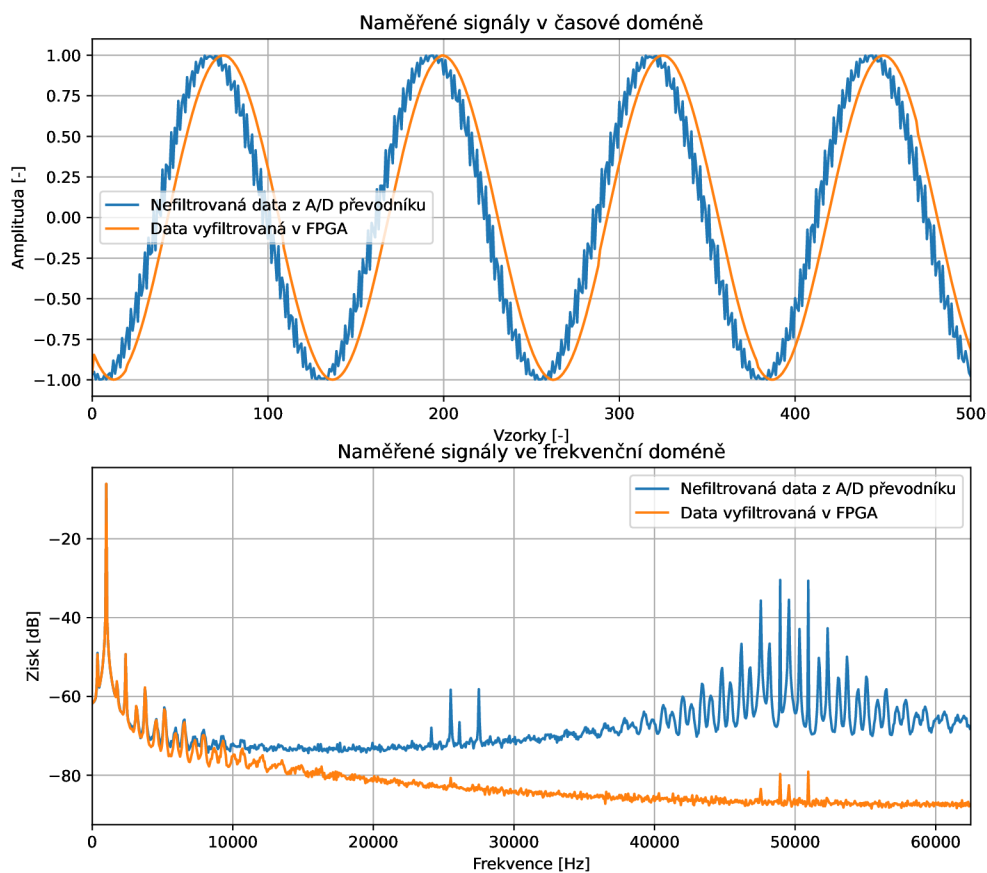 Naměřené signály v časové doméně
1.00
0.75
0.50
0.25
0.00
−0.25
−0.50
−0.75
−1.00
Amplituda [-]
Nefiltrovaná data z A/D převodníku
Data vyfiltrovaná v FPGA
0 100 200 300 400 500
Vzorky [-]
Naměřené signály ve frekvenční doméně
−20
−40
−60
−80
Zisk [dB]
Nefiltrovaná data z A/D převodníku
Data vyfiltrovaná v FPGA
0 10000 20000 30000 40000 50000 60000
Frekvence [Hz]